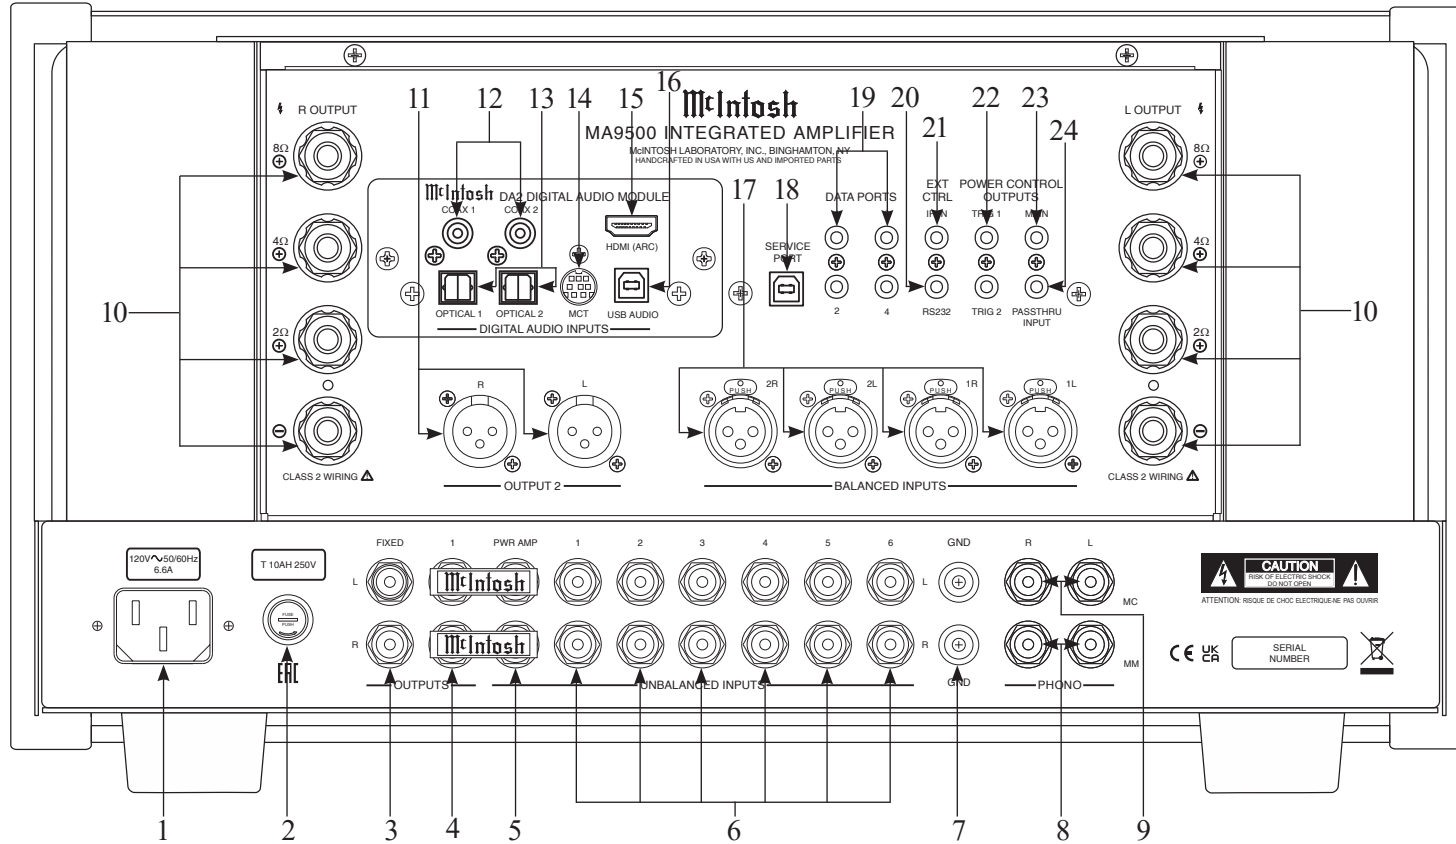 11 12 13 14 15 16 19 20 22 23
21 24
McIntosh
MA9500 INTEGRATED AMPLIFIER
McINTOSH LABORATORY, INC., BINGHAMTON, NY
HANDCRAFTED IN USA WITH US AND IMPORTED PARTS
R OUTPUT
8Ω
4Ω
2Ω
CLASS 2 WIRING
10
McIntosh DA2 DIGITAL AUDIO MODULE
COAX 1 COAX 2
HDMI (ARC)
OPTICAL 1 OPTICAL 2 MCT USB AUDIO
DIGITAL AUDIO INPUTS
17 18
SERVICE
PORT
DATA PORTS
EXT
CTRL
POWER CONTROL
OUTPUTS
IR IN TRIG 1 MAIN
2 4 RS232 TRIG 2 PASSTHRU
INPUT
L OUTPUT
8Ω
4Ω
2Ω
CLASS 2 WIRING
10
R L
OUTPUT 2
PUSH 2R PUSH 2L PUSH 1R PUSH 1L
BALANCED INPUTS
120V 50/60Hz
6.6A
T 10AH 250V
FUSE
PUSH
EAC
FIXED 1 PWR AMP 1 2 3 4 5 6 GND R L
L McIntosh L MC
R McIntosh R MM
OUTPUTS UNBALANCED INPUTS GND PHONO
CAUTION
RISK OF ELECTRIC SHOCK
DO NOT OPEN
ATTENTION: RISQUE DE CHOC ELECTRIQUE-NE PAS OUVRIR
CE UK
CA
SERIAL
NUMBER
1 2 3 4 5 6 7 8 9